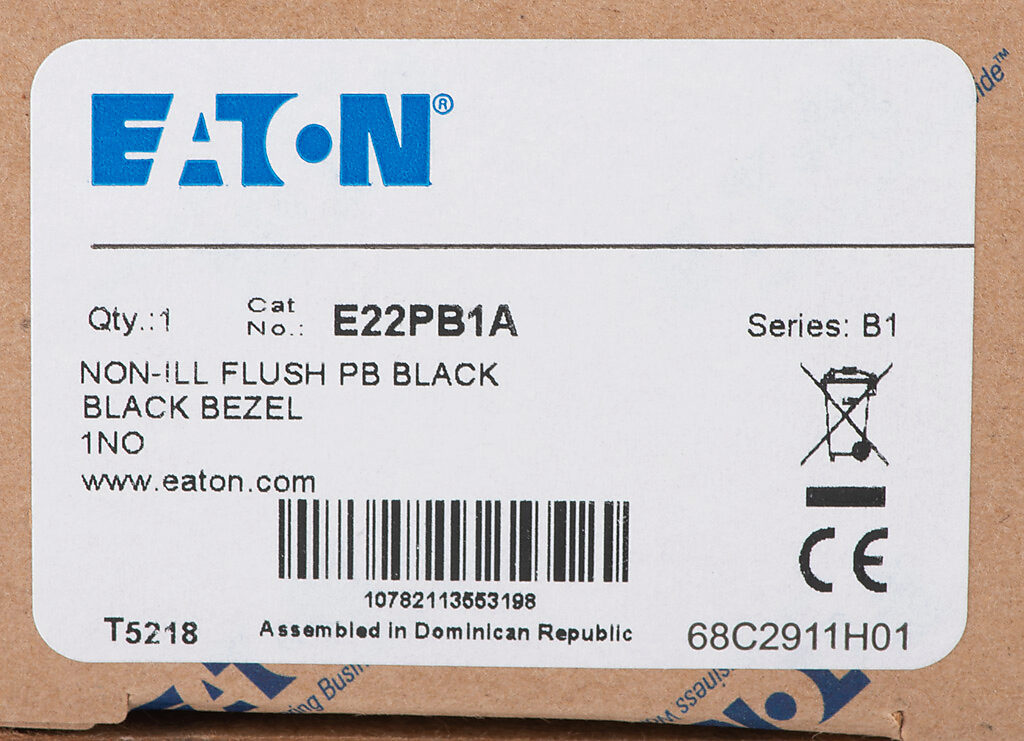 ide™
EATON®
Qty.:1 Cat No.: E22PB1A Series: B1
NON-ILL FLUSH PB BLACK
BLACK BEZEL
1NO
www.eaton.com
CE
10782113553198
T5218 Assembled in Dominican Republic 68C2911H01